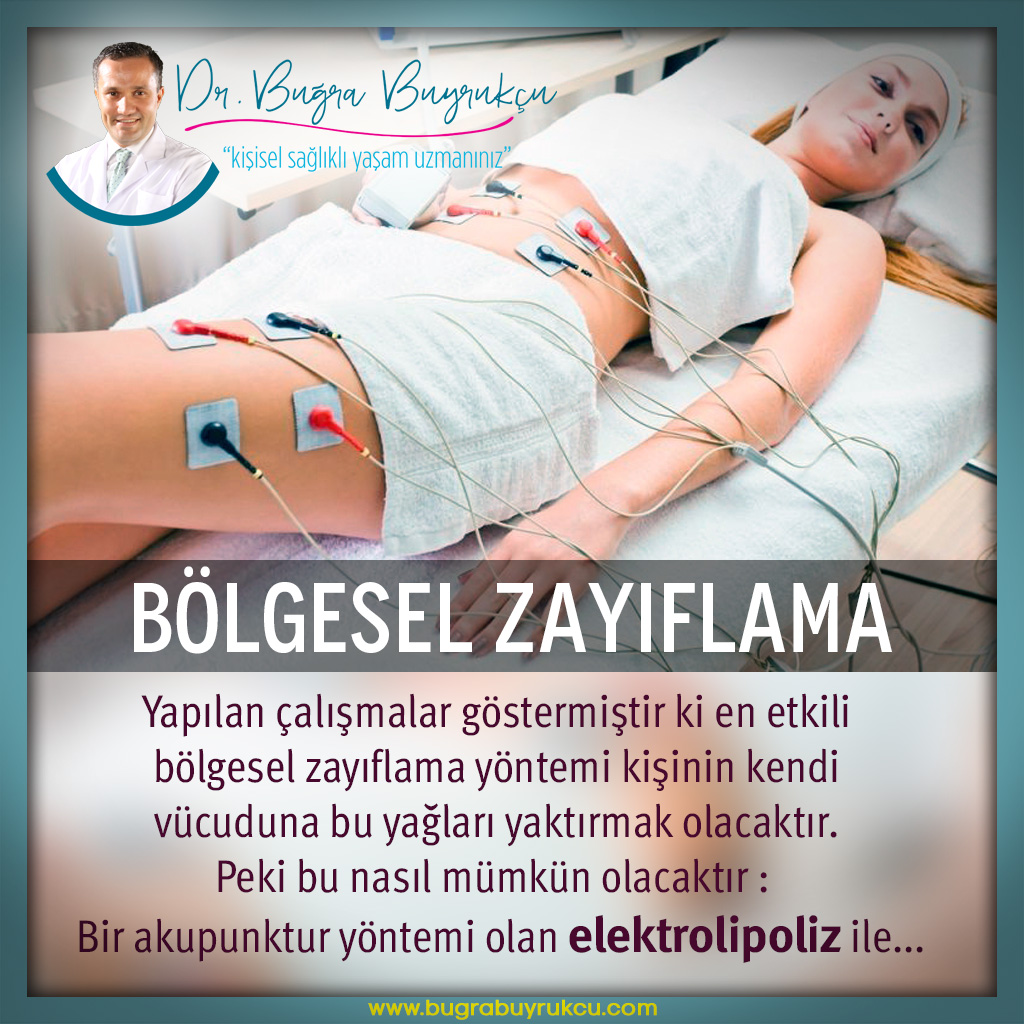 Dr. Buğra Buyrukçu
“kişisel sağlıklı yaşam uzmanınız”
BÖLGESEL ZAYIFLAMA
Yapılan çalışmalar göstermiştir ki en etkili
bölgesel zayıflama yöntemi kişinin kendi
vücuduna bu yağları yaktırmak olacaktır.
Peki bu nasıl mümkün olacaktır :
Bir akupunktur yöntemi olan elektrolipoliz ile...
www.bugrabuyrukcu.com